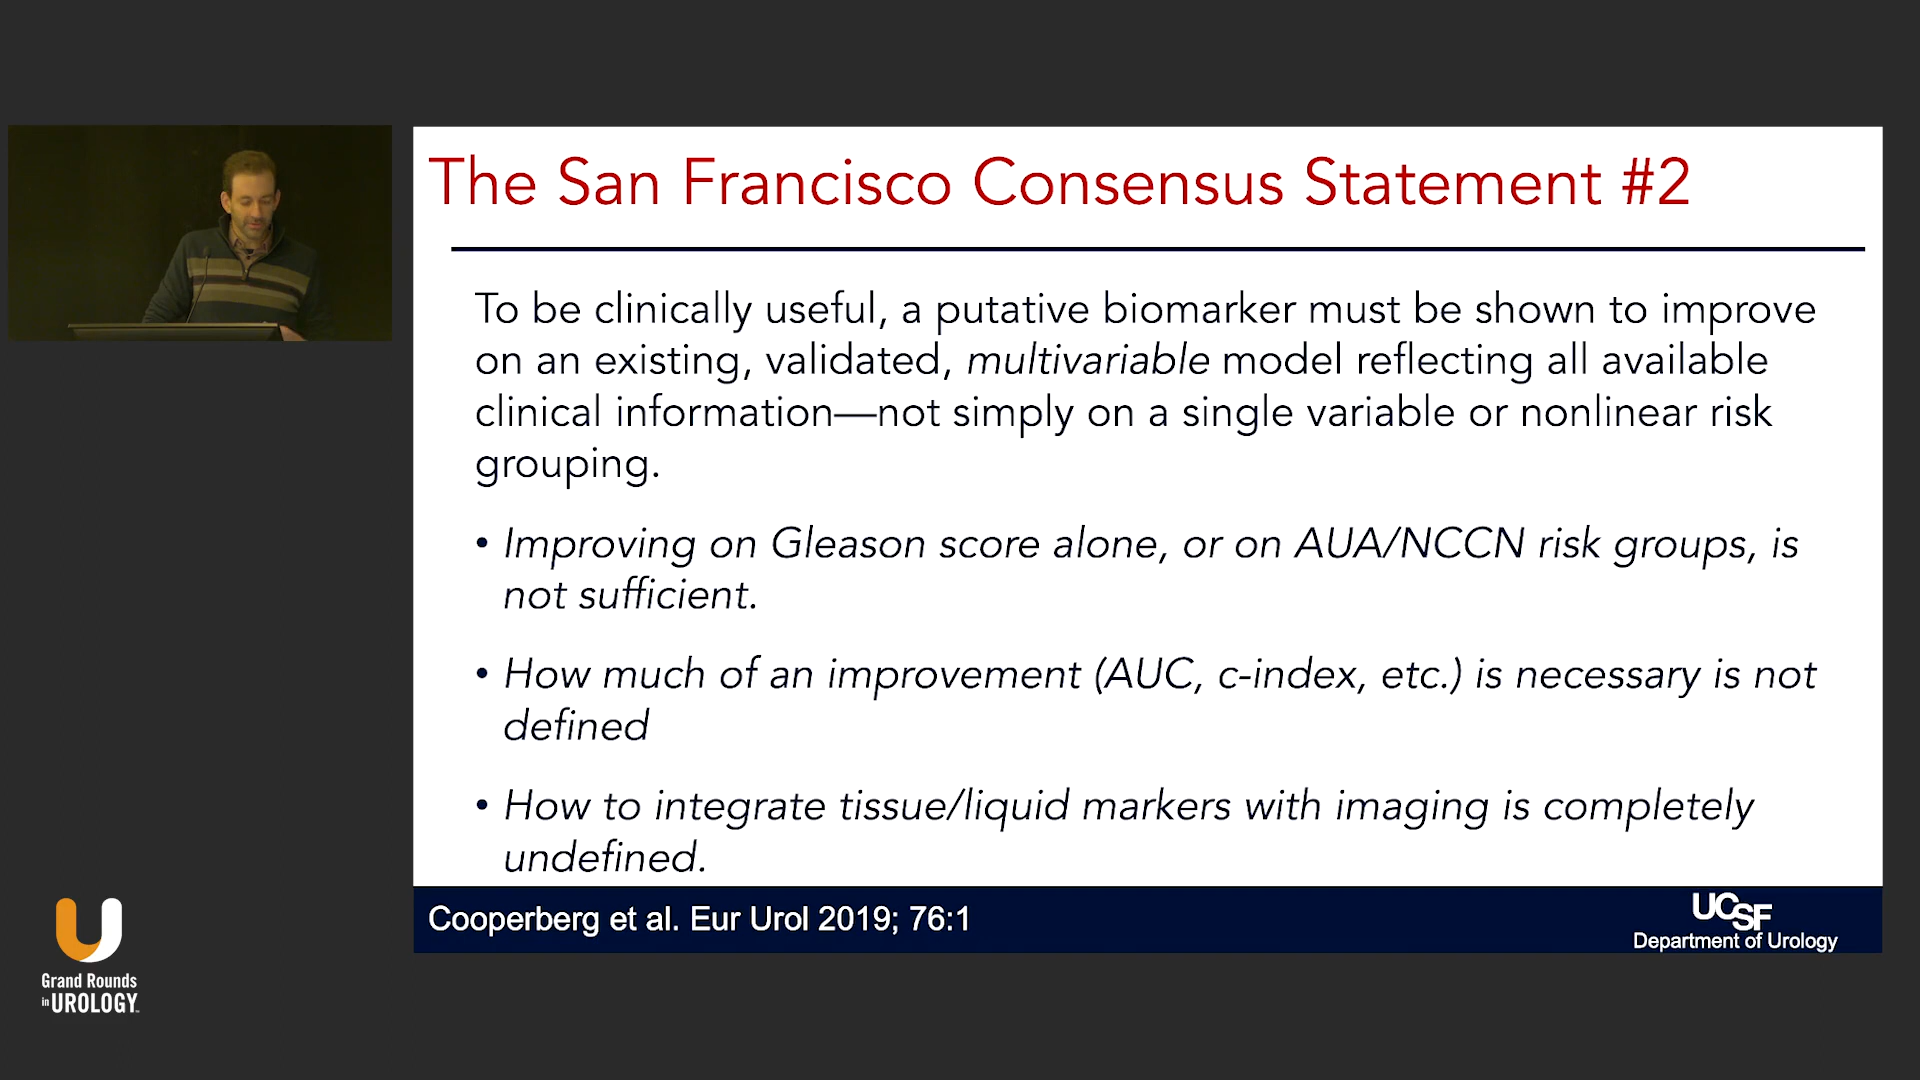 The San Francisco Consensus Statement #2
To be clinically useful, a putative biomarker must be shown to improve
on an existing, validated, multivariable model reflecting all available
clinical information—not simply on a single variable or nonlinear risk
grouping.
• Improving on Gleason score alone, or on AUA/NCCN risk groups, is
not sufficient.
• How much of an improvement (AUC, c-index, etc.) is necessary is not
defined
• How to integrate tissue/liquid markers with imaging is completely
undefined.
Cooperberg et al. Eur Urol 2019; 76:1
UCSF
Department of Urology
Grand Rounds
in UROLOGY